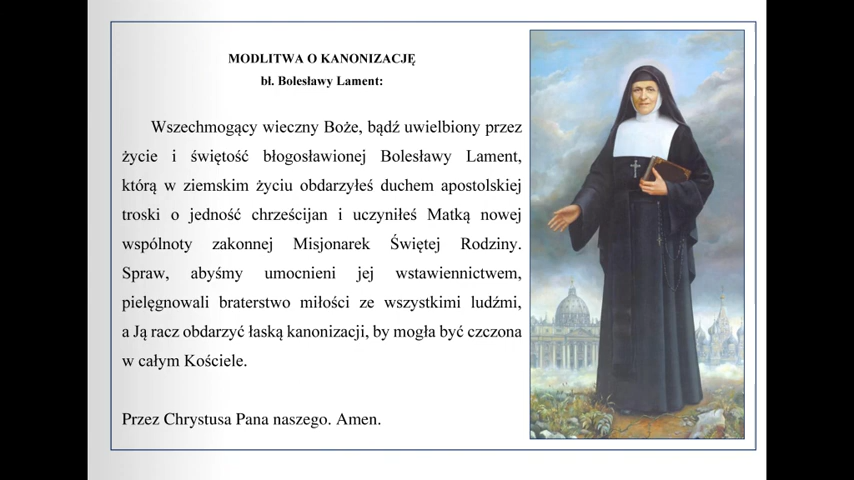 MODLITWA O KANONIZACJĘ
bł. Bolesławy Lament:
Wszechmogący wieczny Boże, bądź uwielbiony przez
życie i świętość błogosławionej Bolesławy Lament,
którą w ziemskim życiu obdarzyłeś duchem apostolskiej
troski o jedność chrześcijan i uczyniłeś Matką nowej
wspólnoty zakonnej Misjonarek Świętej Rodziny.
Spraw, abyśmy umocnieni jej wstawiennictwem,
pielęgnowali braterstwo miłości ze wszystkimi ludźmi,
a Ją racz obdarzyć łaską kanonizacji, by mogła być czczona
w całym Kościele.
Przez Chrystusa Pana naszego. Amen.